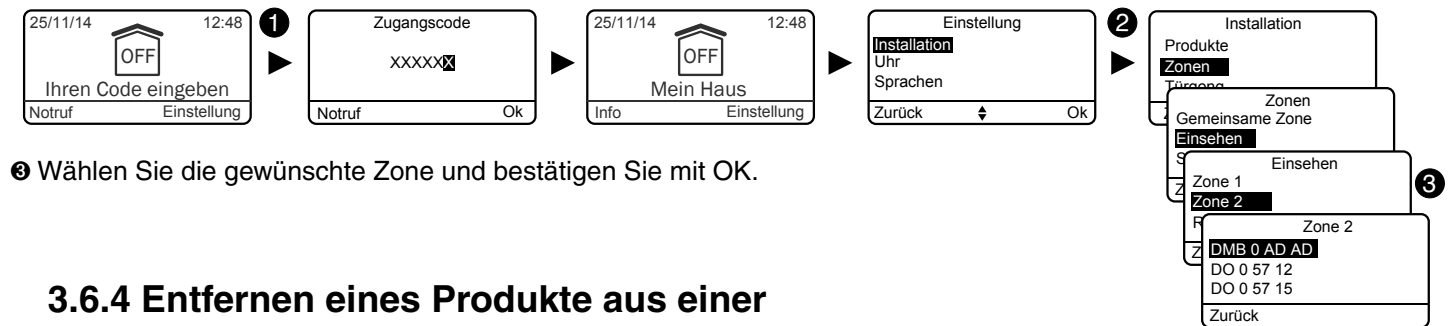 25/11/14 12:48
OFF
Ihren Code eingeben
Notruf Einstellung
❶
Zugangscode
XXXXXX
Notruf Ok
25/11/14 12:48
OFF
Mein Haus
Info Einstellung
Einstellung
Installation
Uhr
Sprachen
Zurück Ok
❷
Installation
Produkte
Zonen
Türgong
Z
Zonen
Gemeinsame Zone
Einsehen
S
Z
Einsehen
Zone 1
Zone 2
R
Z
❸
Zone 2
DMB 0 AD AD
DO 0 57 12
DO 0 57 15
Zurück
❸ Wählen Sie die gewünschte Zone und bestätigen Sie mit OK.
3.6.4 Entfernen eines Produkte aus einer